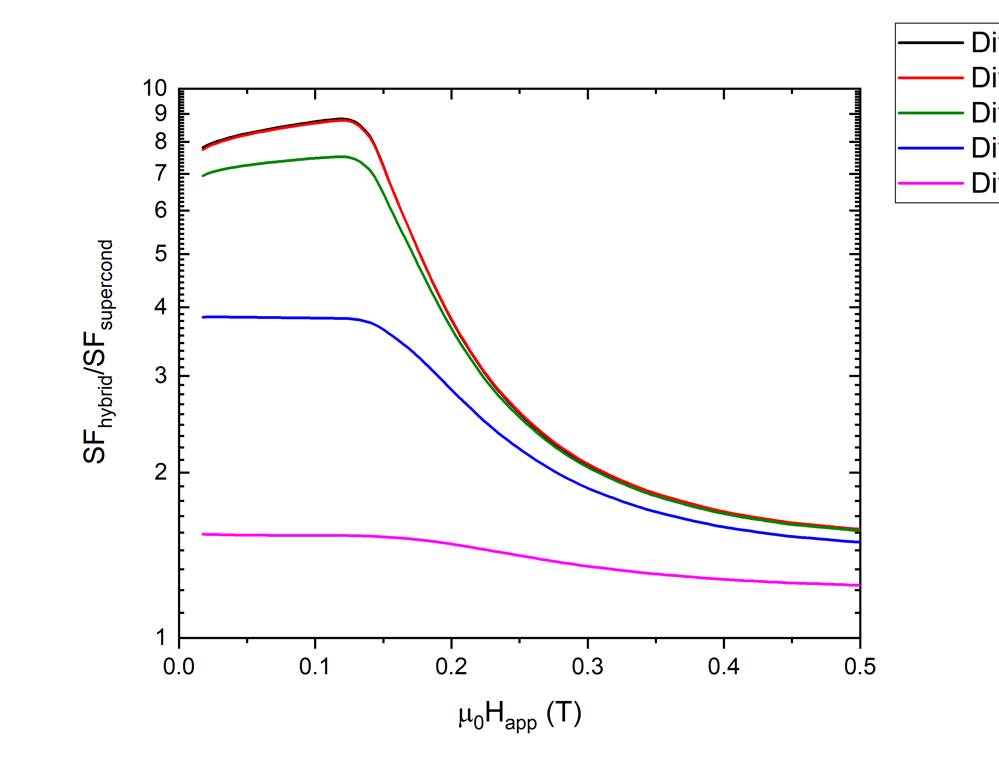 Di
Di
Di
Di
Di
10
9
8
7
6
5
4
3
2
1
SFhybrid/SFsupercond
0.0 0.1 0.2 0.3 0.4 0.5
μ0Happ (T)